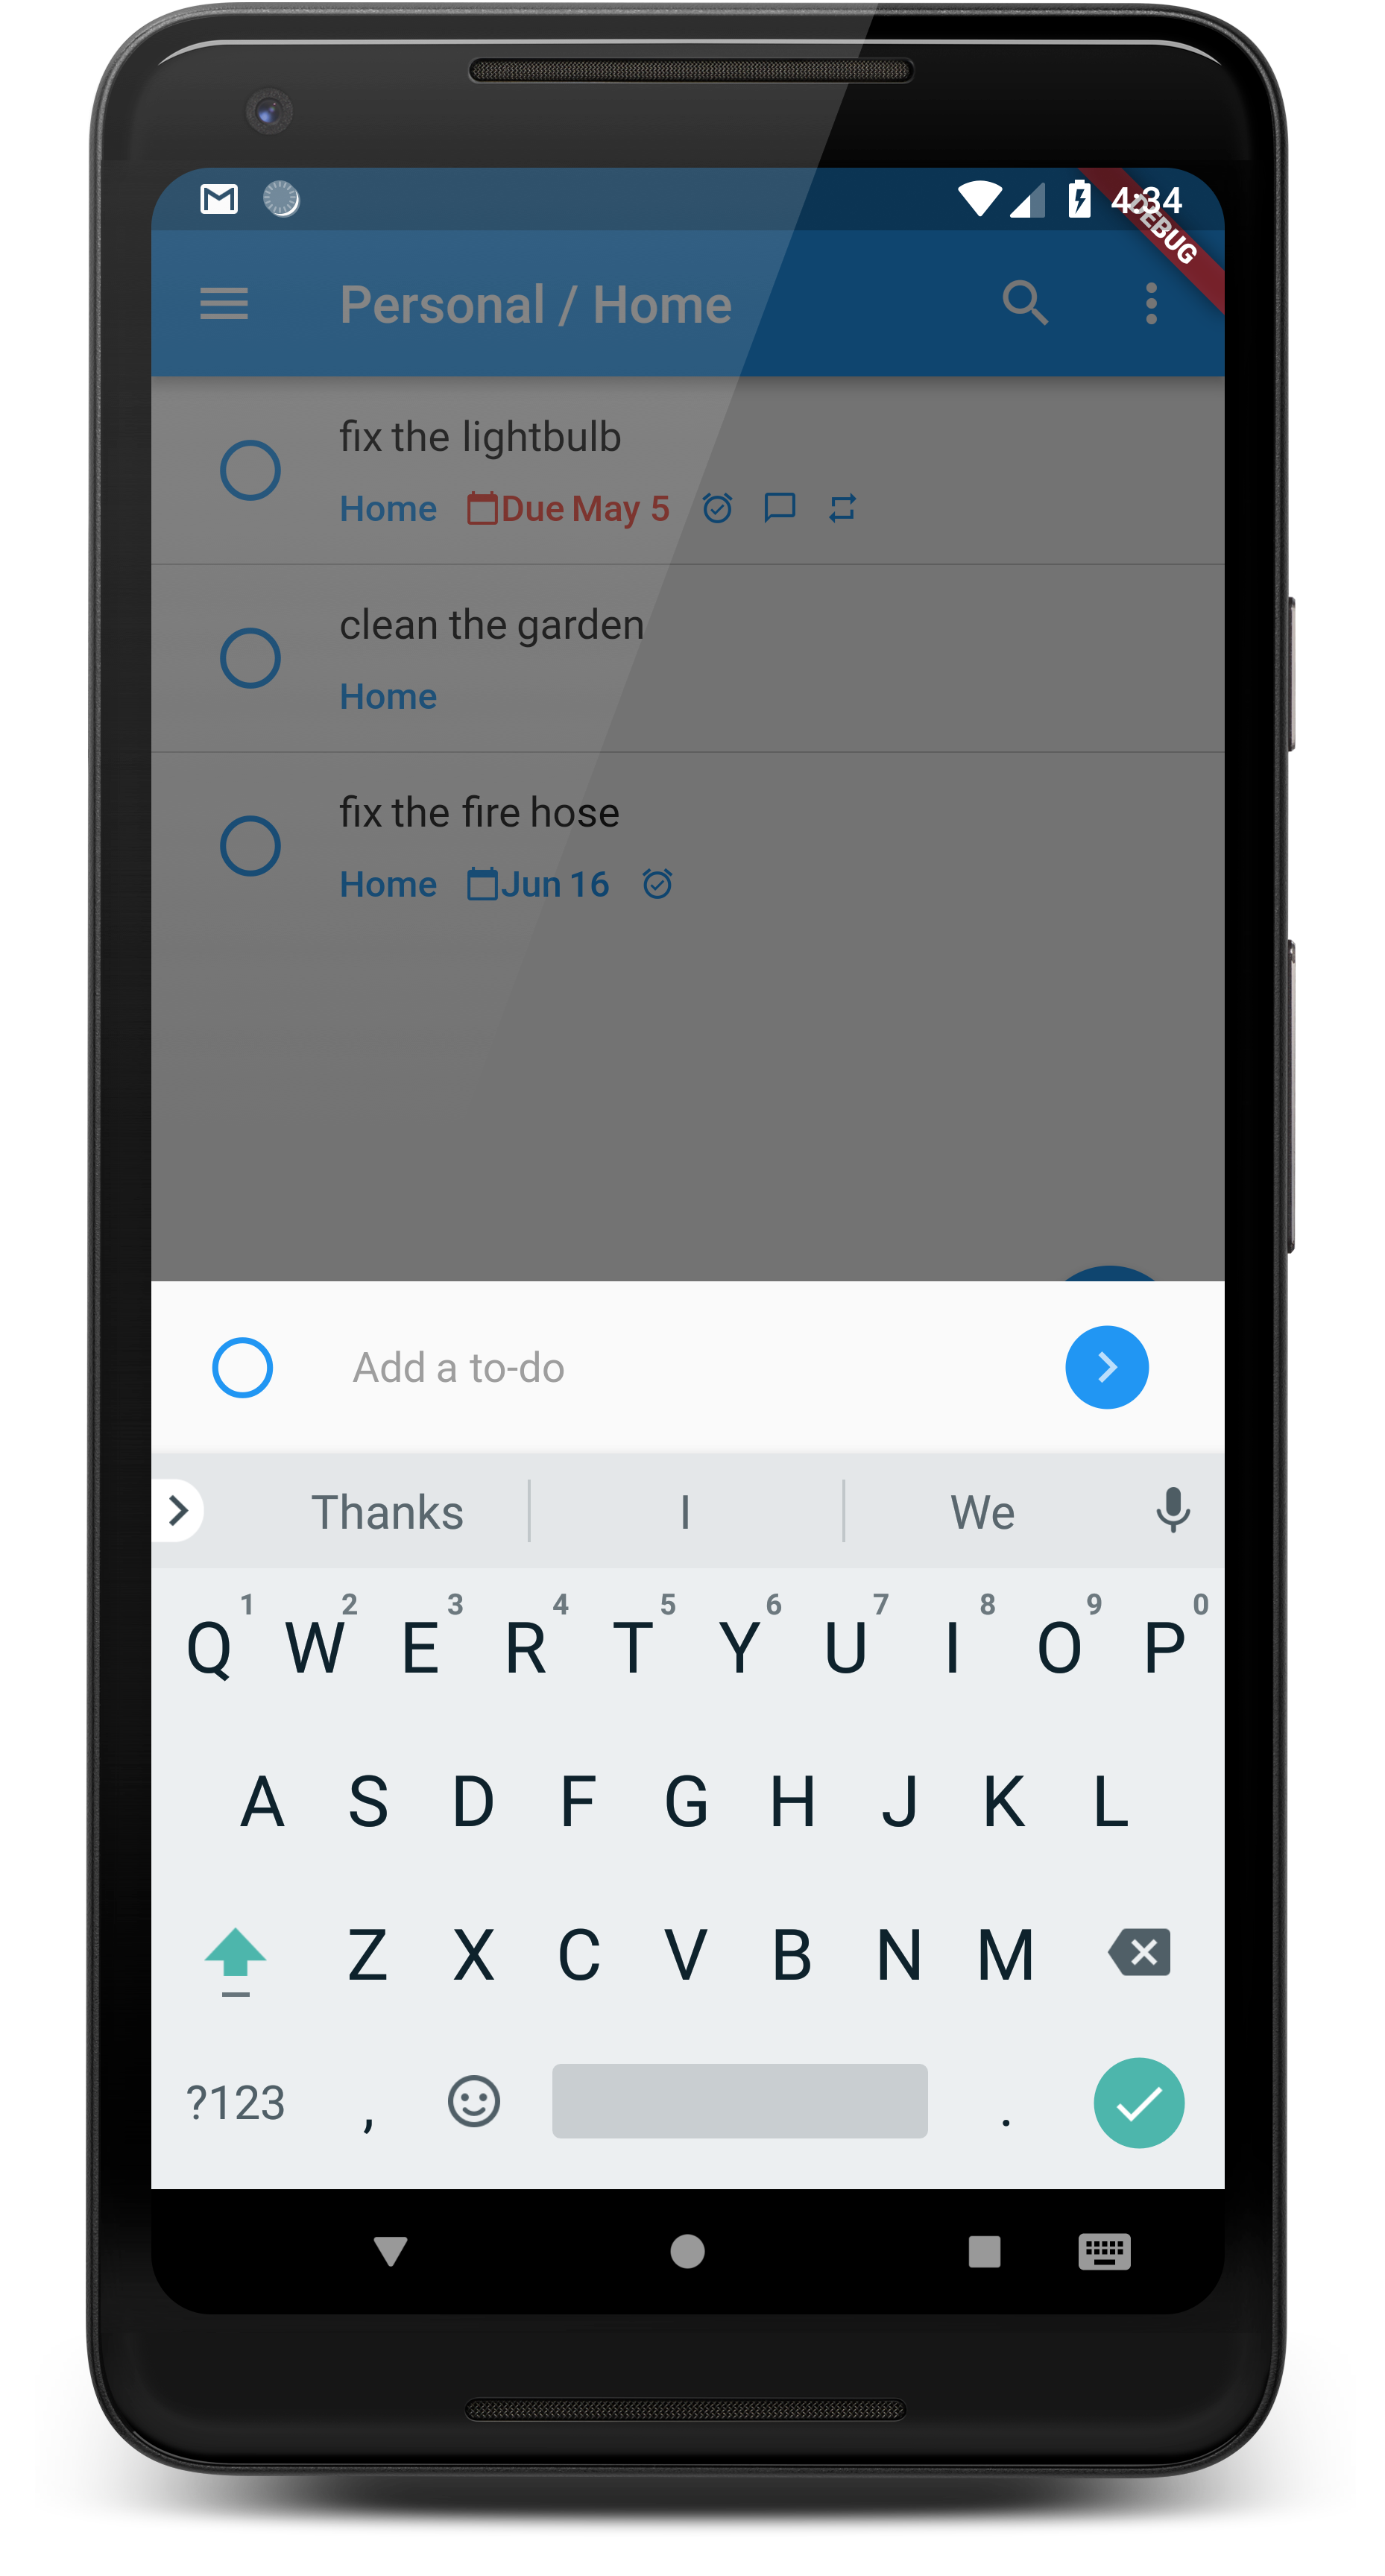 4:34
DEBUG
Personal / Home
fix the lightbulb
Home Due May 5
clean the garden
Home
fix the fire hose
Home Jun 16
Add a to-do
Thanks I We
1 2 3 4 5 6 7 8 9 0
Q W E R T Y U I O P
A S D F G H J K L
Z X C V B N M
?123 , .